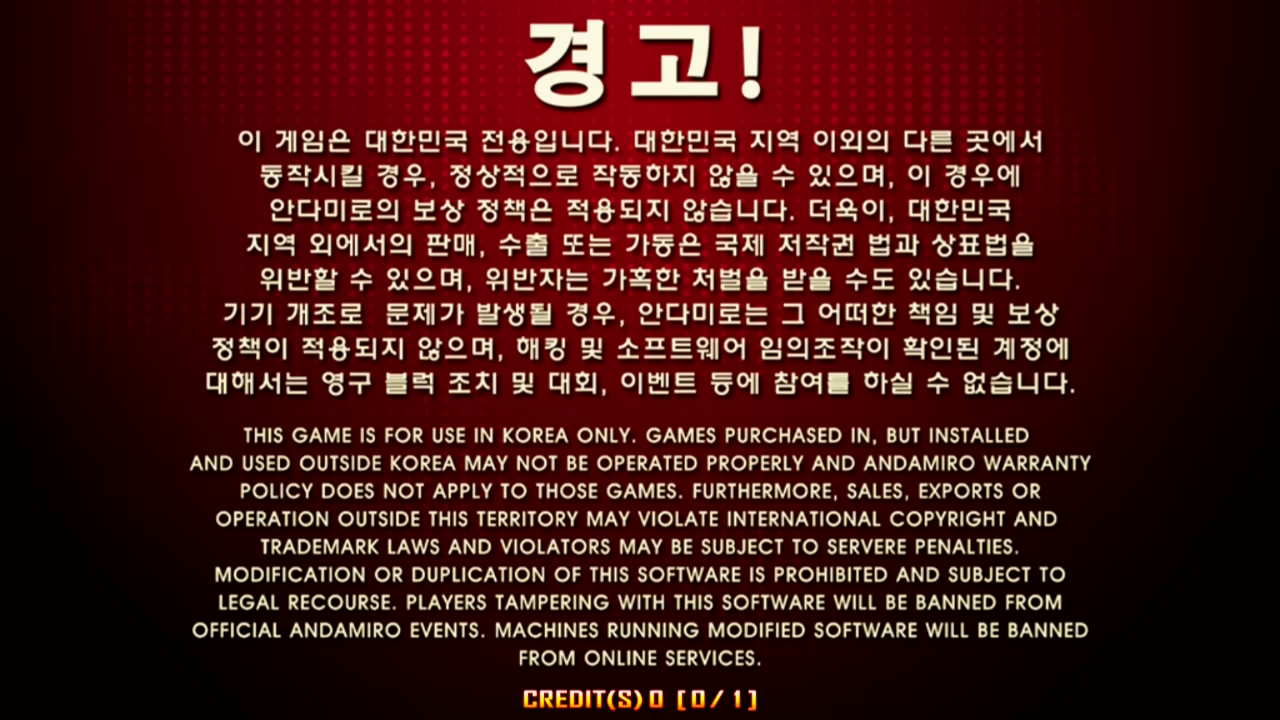 경고!
이 게임은 대한민국 전용입니다. 대한민국 지역 이외의 다른 곳에서
동작시킬 경우, 정상적으로 작동하지 않을 수 있으며, 이 경우에
안다미로의 보상 정책은 적용되지 않습니다. 더욱이, 대한민국
지역 외에서의 판매, 수출 또는 가동은 국제 저작권 법과 상표법을
위반할 수 있으며, 위반자는 가혹한 처벌을 받을 수도 있습니다.
기기 개조로 문제가 발생될 경우, 안다미로는 그 어떠한 책임 및 보상
정책이 적용되지 않으며, 해킹 및 소프트웨어 임의조작이 확인된 계정에
대해서는 영구 블럭 조치 및 대회, 이벤트 등에 참여를 하실 수 없습니다.
THIS GAME IS FOR USE IN KOREA ONLY. GAMES PURCHASED IN, BUT INSTALLED
AND USED OUTSIDE KOREA MAY NOT BE OPERATED PROPERLY AND ANDAMIRO WARRANTY
POLICY DOES NOT APPLY TO THOSE GAMES. FURTHERMORE, SALES, EXPORTS OR
OPERATION OUTSIDE THIS TERRITORY MAY VIOLATE INTERNATIONAL COPYRIGHT AND
TRADEMARK LAWS AND VIOLATORS MAY BE SUBJECT TO SERVERE PENALTIES.
MODIFICATION OR DUPLICATION OF THIS SOFTWARE IS PROHIBITED AND SUBJECT TO
LEGAL RECOURSE. PLAYERS TAMPERING WITH THIS SOFTWARE WILL BE BANNED FROM
OFFICIAL ANDAMIRO EVENTS. MACHINES RUNNING MODIFIED SOFTWARE WILL BE BANNED
FROM ONLINE SERVICES.
CREDIT(S) 0 [0/1]